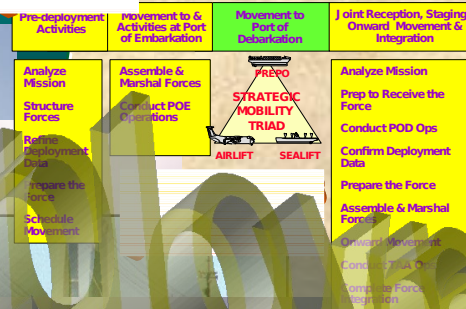 Pre-deployment
Activities
Movement to &
Activities at Port
of Embarkation
Movement to
Port of
Debarkation
Joint Reception, Staging
Onward Movement &
Integration
Analyze
Mission
Structure
Forces
Refine
Deployment
Data
Prepare the
Force
Schedule
Movement
Assemble &
Marshal Forces
Conduct POE
Operations
PREPO
STRATEGIC
MOBILITY
TRIAD
AIRLIFT
SEALIFT
Analyze Mission
Prep to Receive the
Force
Conduct POD Ops
Confirm Deployment
Data
Prepare the Force
Assemble & Marshal
Forces
Onward Movement
Conduct TAA Ops
Complete Force
Integration